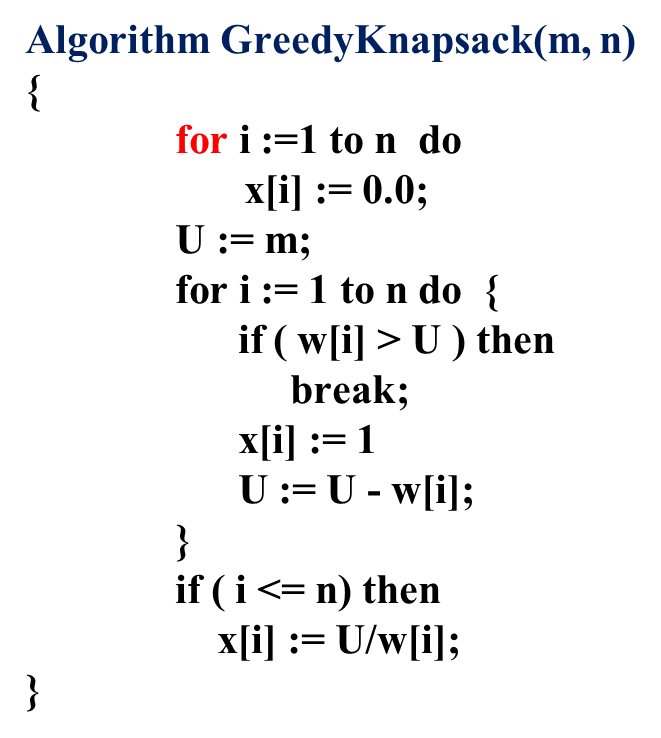 Algorithm GreedyKnapsack(m, n)
{
for i :=1 to n do
x[i] := 0.0;
U := m;
for i := 1 to n do {
if ( w[i] > U ) then
break;
x[i] := 1
U := U - w[i];
}
if ( i <= n) then
x[i] := U/w[i];
}